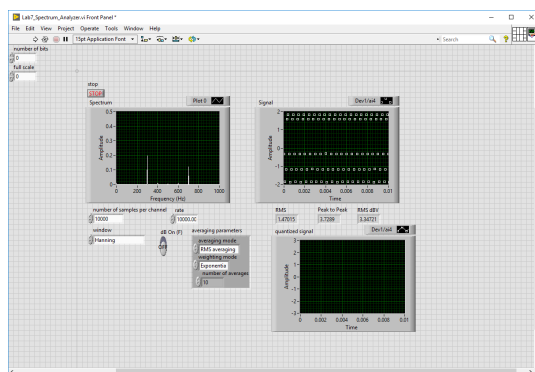 Lab7_Spectrum_Analyzer.vi Front Panel *
File Edit View Project Operate Tools Window Help
15pt Application Font
Search
number of bits
0
full scale
0
stop
STOP
Spectrum
Plot 0
Amplitude
0.5
0.4
0.3
0.2
0.1
0
0 200 400 600 800 1000
Frequency (Hz)
Signal
Dev1/ai4
Amplitude
2
1
0
-1
-2
0 0.002 0.004 0.006 0.008 0.01
Time
number of samples per channel
10000
rate
10000.00
window
Hanning
dB On (F)
OFF
averaging parameters
averaging mode
RMS averaging
weighting mode
Exponentia
number of averages
10
RMS
1.47015
Peak to Peak
3.7289
RMS dBV
3.34721
quantized signal
Dev1/ai4
Amplitude
3
2
1
0
-1
-2
-3
0 0.002 0.004 0.006 0.008 0.01
Time